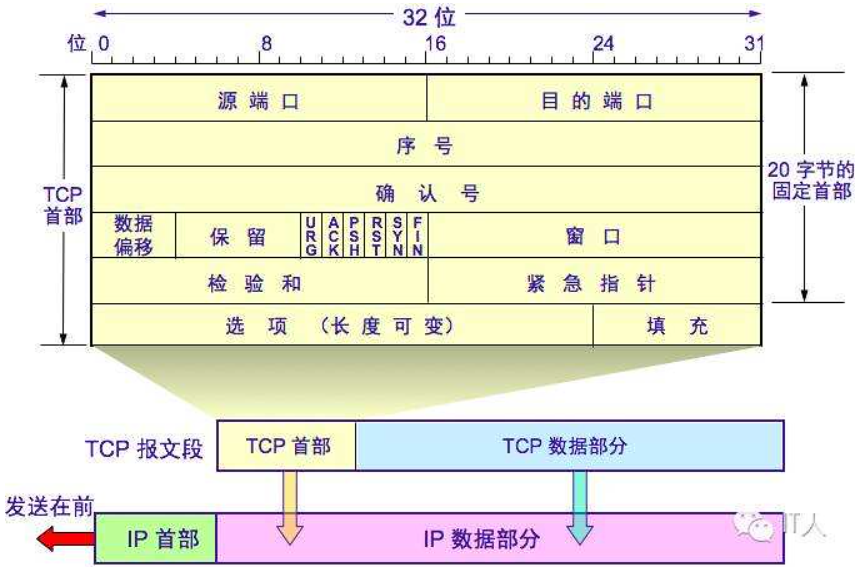 32 位
位 0 8 16 24 31
源 端 口 目 的 端 口
序 号
TCP
首部
确 认 号
20 字节的
固定首部
数据
偏移
保 留
URG
ACK
PSH
RST
SYN
FIN
窗 口
检 验 和 紧 急 指 针
选 项 （长 度 可 变） 填 充
TCP 报文段 TCP 首部 TCP 数据部分
发送在前
IP 首部 IP 数据部分
IT人